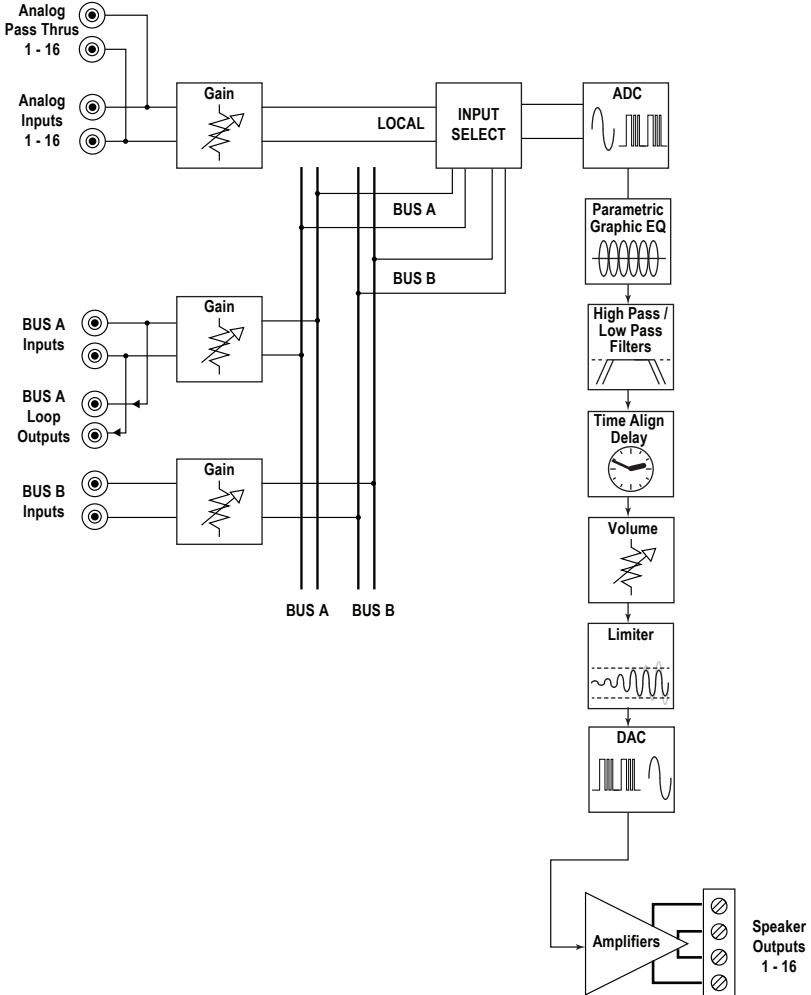 Analog
Pass Thrus
1 - 16
Analog
Inputs
1 - 16
Gain
LOCAL
INPUT
SELECT
ADC
BUS A
BUS B
Parametric
Graphic EQ
BUS A
Inputs
Gain
High Pass /
Low Pass
Filters
BUS A
Loop
Outputs
Time Align
Delay
BUS B
Inputs
Gain
Volume
BUS A
BUS B
Limiter
DAC
Amplifiers
Speaker
Outputs
1 - 16